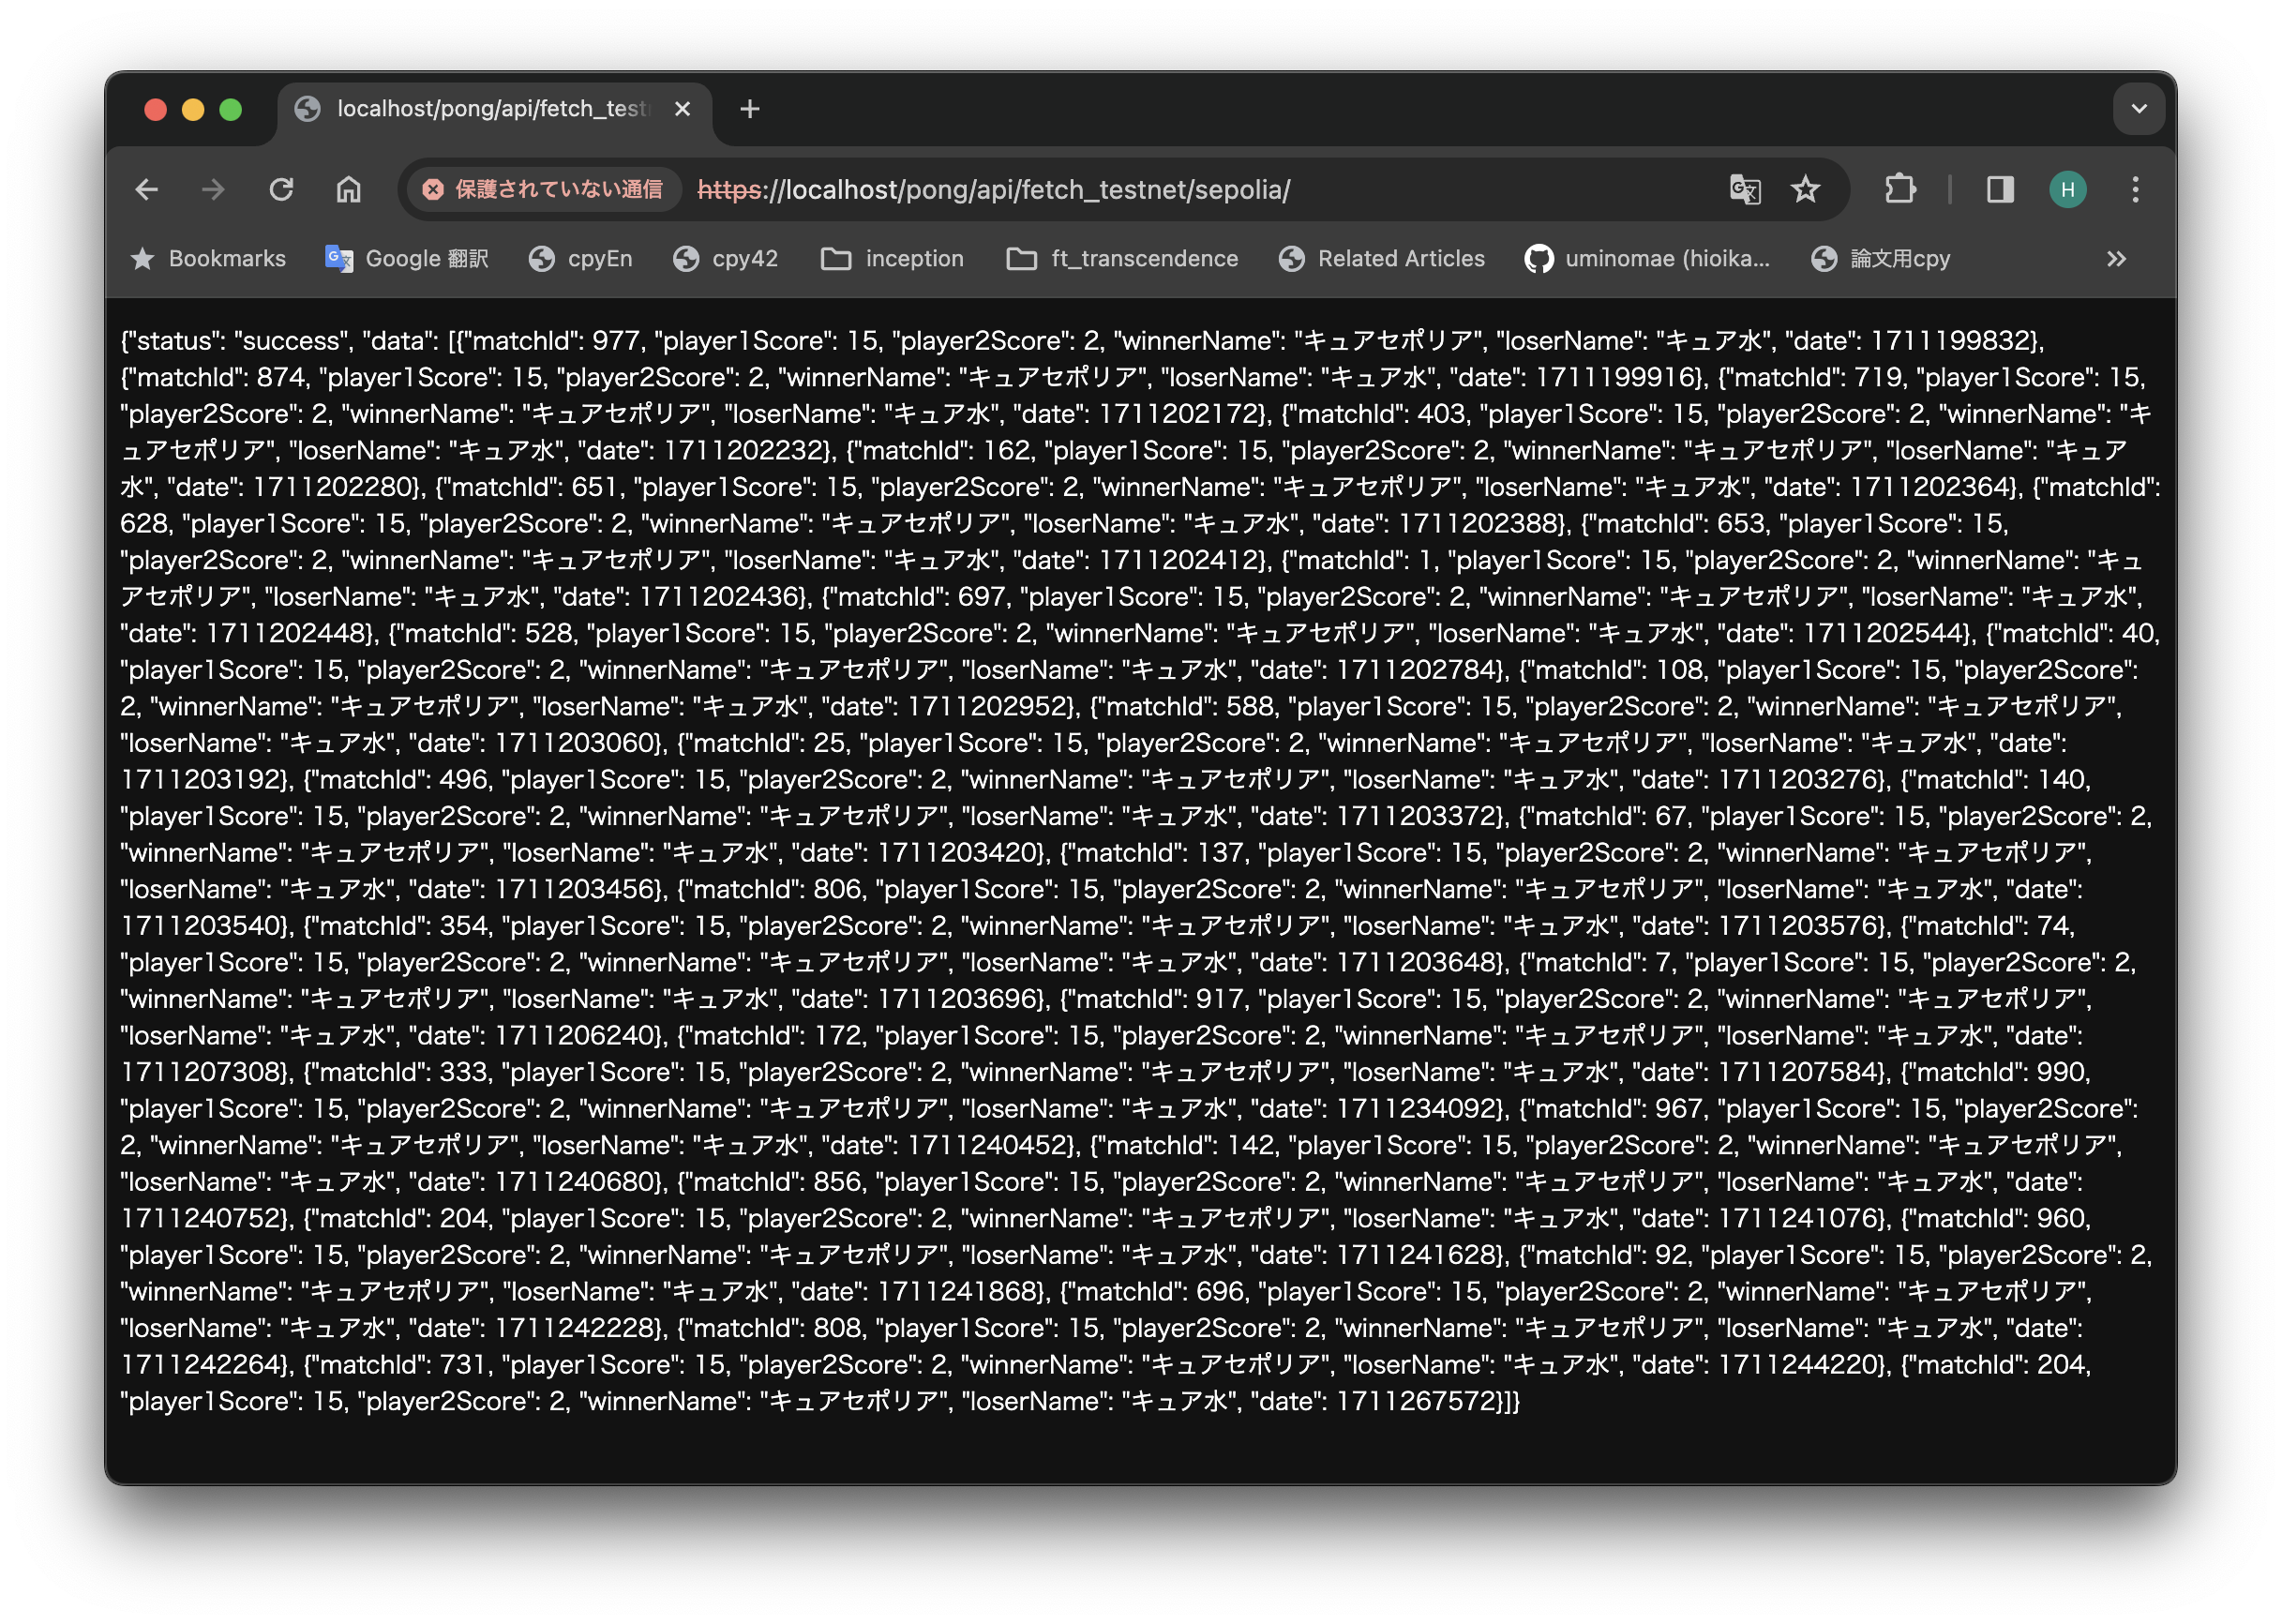 localhost/pong/api/fetch_test
保護されていない通信 https://localhost/pong/api/fetch_testnet/sepolia/ H
Bookmarks Google 翻訳 cpyEn cpy42 inception ft_transcendence Related Articles uminomae (hioika... 論文用cpy
{"status": "success", "data": [{"matchId": 977, "player1Score": 15, "player2Score": 2, "winnerName": "キュアセポリア", "loserName": "キュア水", "date": 1711199832},
{"matchId": 874, "player1Score": 15, "player2Score": 2, "winnerName": "キュアセポリア", "loserName": "キュア水", "date": 1711199916}, {"matchId": 719, "player1Score": 15,
"player2Score": 2, "winnerName": "キュアセポリア", "loserName": "キュア水", "date": 1711202172}, {"matchId": 403, "player1Score": 15, "player2Score": 2, "winnerName": "キ
ュアセポリア", "loserName": "キュア水", "date": 1711202232}, {"matchId": 162, "player1Score": 15, "player2Score": 2, "winnerName": "キュアセポリア", "loserName": "キュア
水", "date": 1711202280}, {"matchId": 651, "player1Score": 15, "player2Score": 2, "winnerName": "キュアセポリア", "loserName": "キュア水", "date": 1711202364}, {"matchId":
628, "player1Score": 15, "player2Score": 2, "winnerName": "キュアセポリア", "loserName": "キュア水", "date": 1711202388}, {"matchId": 653, "player1Score": 15,
"player2Score": 2, "winnerName": "キュアセポリア", "loserName": "キュア水", "date": 1711202412}, {"matchId": 1, "player1Score": 15, "player2Score": 2, "winnerName": "キュ
アセポリア", "loserName": "キュア水", "date": 1711202436}, {"matchId": 697, "player1Score": 15, "player2Score": 2, "winnerName": "キュアセポリア", "loserName": "キュア水",
"date": 1711202448}, {"matchId": 528, "player1Score": 15, "player2Score": 2, "winnerName": "キュアセポリア", "loserName": "キュア水", "date": 1711202544}, {"matchId": 40,
"player1Score": 15, "player2Score": 2, "winnerName": "キュアセポリア", "loserName": "キュア水", "date": 1711202784}, {"matchId": 108, "player1Score": 15, "player2Score":
2, "winnerName": "キュアセポリア", "loserName": "キュア水", "date": 1711202952}, {"matchId": 588, "player1Score": 15, "player2Score": 2, "winnerName": "キュアセポリア",
"loserName": "キュア水", "date": 1711203060}, {"matchId": 25, "player1Score": 15, "player2Score": 2, "winnerName": "キュアセポリア", "loserName": "キュア水", "date":
1711203192}, {"matchId": 496, "player1Score": 15, "player2Score": 2, "winnerName": "キュアセポリア", "loserName": "キュア水", "date": 1711203276}, {"matchId": 140,
"player1Score": 15, "player2Score": 2, "winnerName": "キュアセポリア", "loserName": "キュア水", "date": 1711203372}, {"matchId": 67, "player1Score": 15, "player2Score": 2,
"winnerName": "キュアセポリア", "loserName": "キュア水", "date": 1711203420}, {"matchId": 137, "player1Score": 15, "player2Score": 2, "winnerName": "キュアセポリア",
"loserName": "キュア水", "date": 1711203456}, {"matchId": 806, "player1Score": 15, "player2Score": 2, "winnerName": "キュアセポリア", "loserName": "キュア水", "date":
1711203540}, {"matchId": 354, "player1Score": 15, "player2Score": 2, "winnerName": "キュアセポリア", "loserName": "キュア水", "date": 1711203576}, {"matchId": 74,
"player1Score": 15, "player2Score": 2, "winnerName": "キュアセポリア", "loserName": "キュア水", "date": 1711203648}, {"matchId": 7, "player1Score": 15, "player2Score": 2,
"winnerName": "キュアセポリア", "loserName": "キュア水", "date": 1711203696}, {"matchId": 917, "player1Score": 15, "player2Score": 2, "winnerName": "キュアセポリア",
"loserName": "キュア水", "date": 1711206240}, {"matchId": 172, "player1Score": 15, "player2Score": 2, "winnerName": "キュアセポリア", "loserName": "キュア水", "date":
1711207308}, {"matchId": 333, "player1Score": 15, "player2Score": 2, "winnerName": "キュアセポリア", "loserName": "キュア水", "date": 1711207584}, {"matchId": 990,
"player1Score": 15, "player2Score": 2, "winnerName": "キュアセポリア", "loserName": "キュア水", "date": 1711234092}, {"matchId": 967, "player1Score": 15, "player2Score":
2, "winnerName": "キュアセポリア", "loserName": "キュア水", "date": 1711240452}, {"matchId": 142, "player1Score": 15, "player2Score": 2, "winnerName": "キュアセポリア",
"loserName": "キュア水", "date": 1711240680}, {"matchId": 856, "player1Score": 15, "player2Score": 2, "winnerName": "キュアセポリア", "loserName": "キュア水", "date":
1711240752}, {"matchId": 204, "player1Score": 15, "player2Score": 2, "winnerName": "キュアセポリア", "loserName": "キュア水", "date": 1711241076}, {"matchId": 960,
"player1Score": 15, "player2Score": 2, "winnerName": "キュアセポリア", "loserName": "キュア水", "date": 1711241628}, {"matchId": 92, "player1Score": 15, "player2Score": 2,
"winnerName": "キュアセポリア", "loserName": "キュア水", "date": 1711241868}, {"matchId": 696, "player1Score": 15, "player2Score": 2, "winnerName": "キュアセポリア",
"loserName": "キュア水", "date": 1711242228}, {"matchId": 808, "player1Score": 15, "player2Score": 2, "winnerName": "キュアセポリア", "loserName": "キュア水", "date":
1711242264}, {"matchId": 731, "player1Score": 15, "player2Score": 2, "winnerName": "キュアセポリア", "loserName": "キュア水", "date": 1711244220}, {"matchId": 204,
"player1Score": 15, "player2Score": 2, "winnerName": "キュアセポリア", "loserName": "キュア水", "date": 1711267572}]}